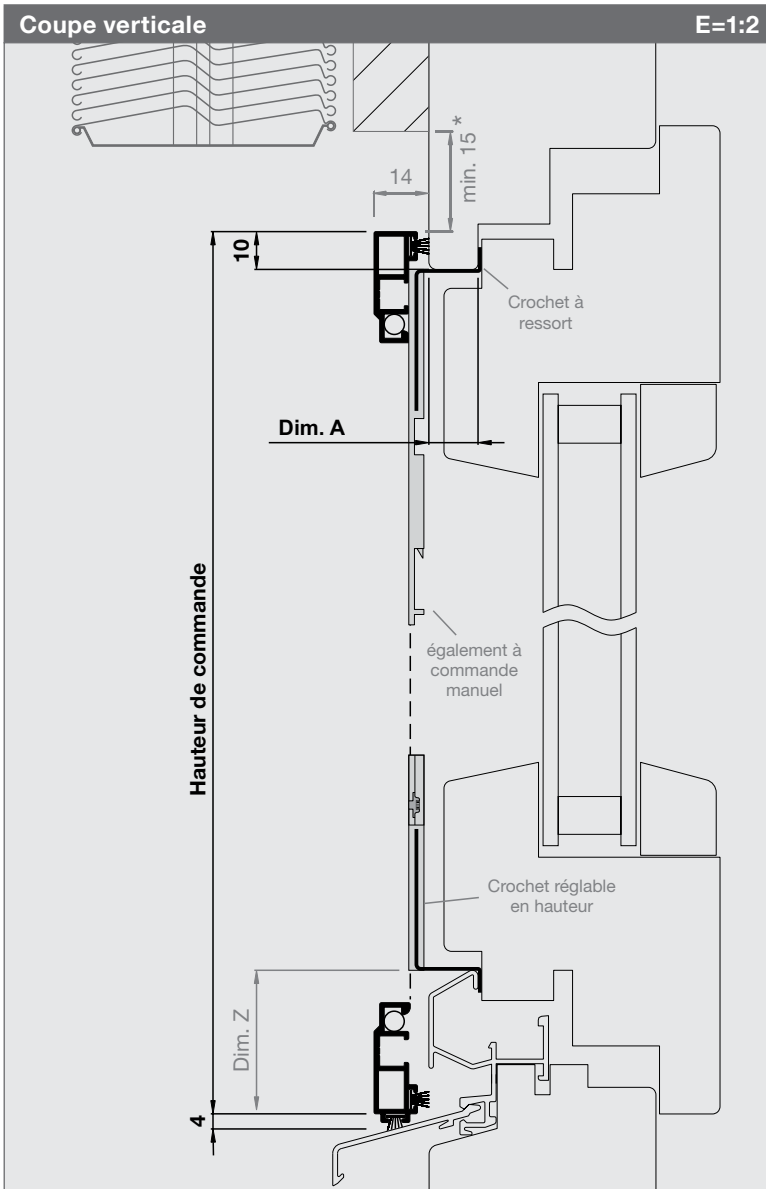 Coupe verticale
E=1:2
14
min. 15*
10
Crochet à
ressort
Dim. A
Hauteur de commande
également à
commande
manuel
Crochet réglable
en hauteur
Dim. Z
4